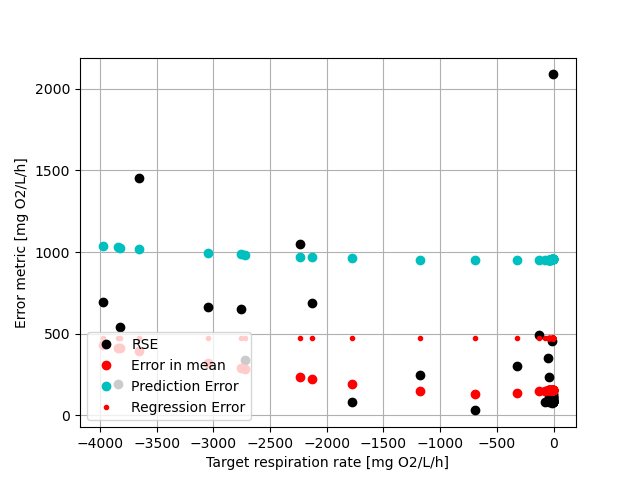 2000
1500
1000
500
0
Error metric [mg O2/L/h]
RSE
Error in mean
Prediction Error
Regression Error
−4000 −3500 −3000 −2500 −2000 −1500 −1000 −500 0
Target respiration rate [mg O2/L/h]